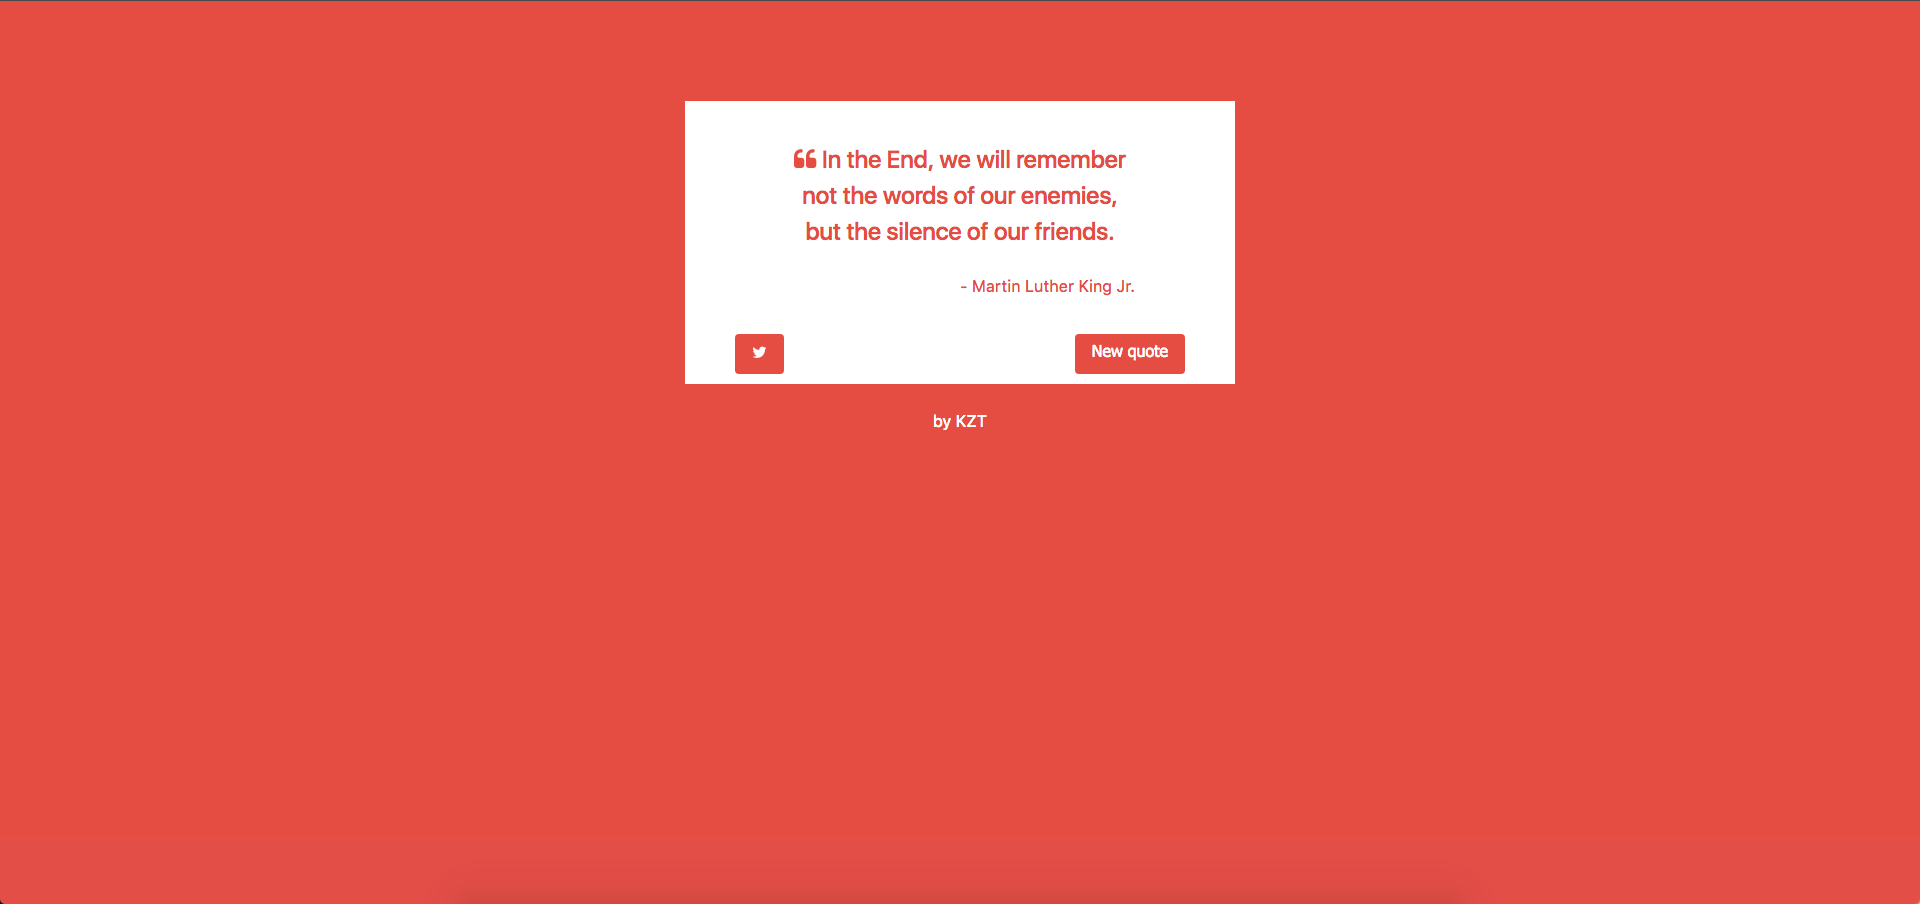 In the End, we will remember
not the words of our enemies,
but the silence of our friends.
- Martin Luther King Jr.
New quote
by KZT